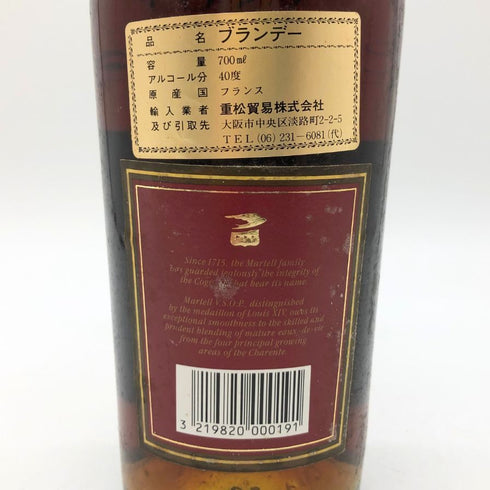 品名 ブランデー
容量 700㎖
アルコール分 40度
原産国 フランス
輸入業者 重松貿易株式会社
及び引取先 大阪市中央区淡路町2-2-5
TEL (06) 231-6081(代)
Since 1715, the Martell family
has guarded jealously the integrity of
the Cognacs that bear its name.
Martell V.S.O.P., distinguished
by the medallion of Louis XIV, owes its
exceptional smoothness to the skilled and
prudent blending of mature eaux-de-vie
from the four principal growing
areas of the Charente
3 219820 000191